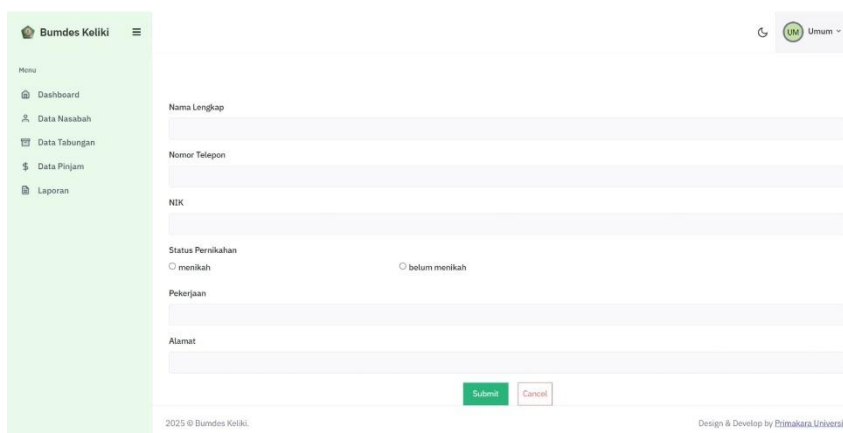 Bumdes Keliki
UM Umum
Menu
Dashboard
Data Nasabah
Data Tabungan
Data Pinjam
Laporan
Nama Lengkap
Nomor Telepon
NIK
Status Pernikahan
menikah belum menikah
Pekerjaan
Alamat
Submit Cancel
2025 © Bumdes Keliki. Design & Develop by Primakara Universi